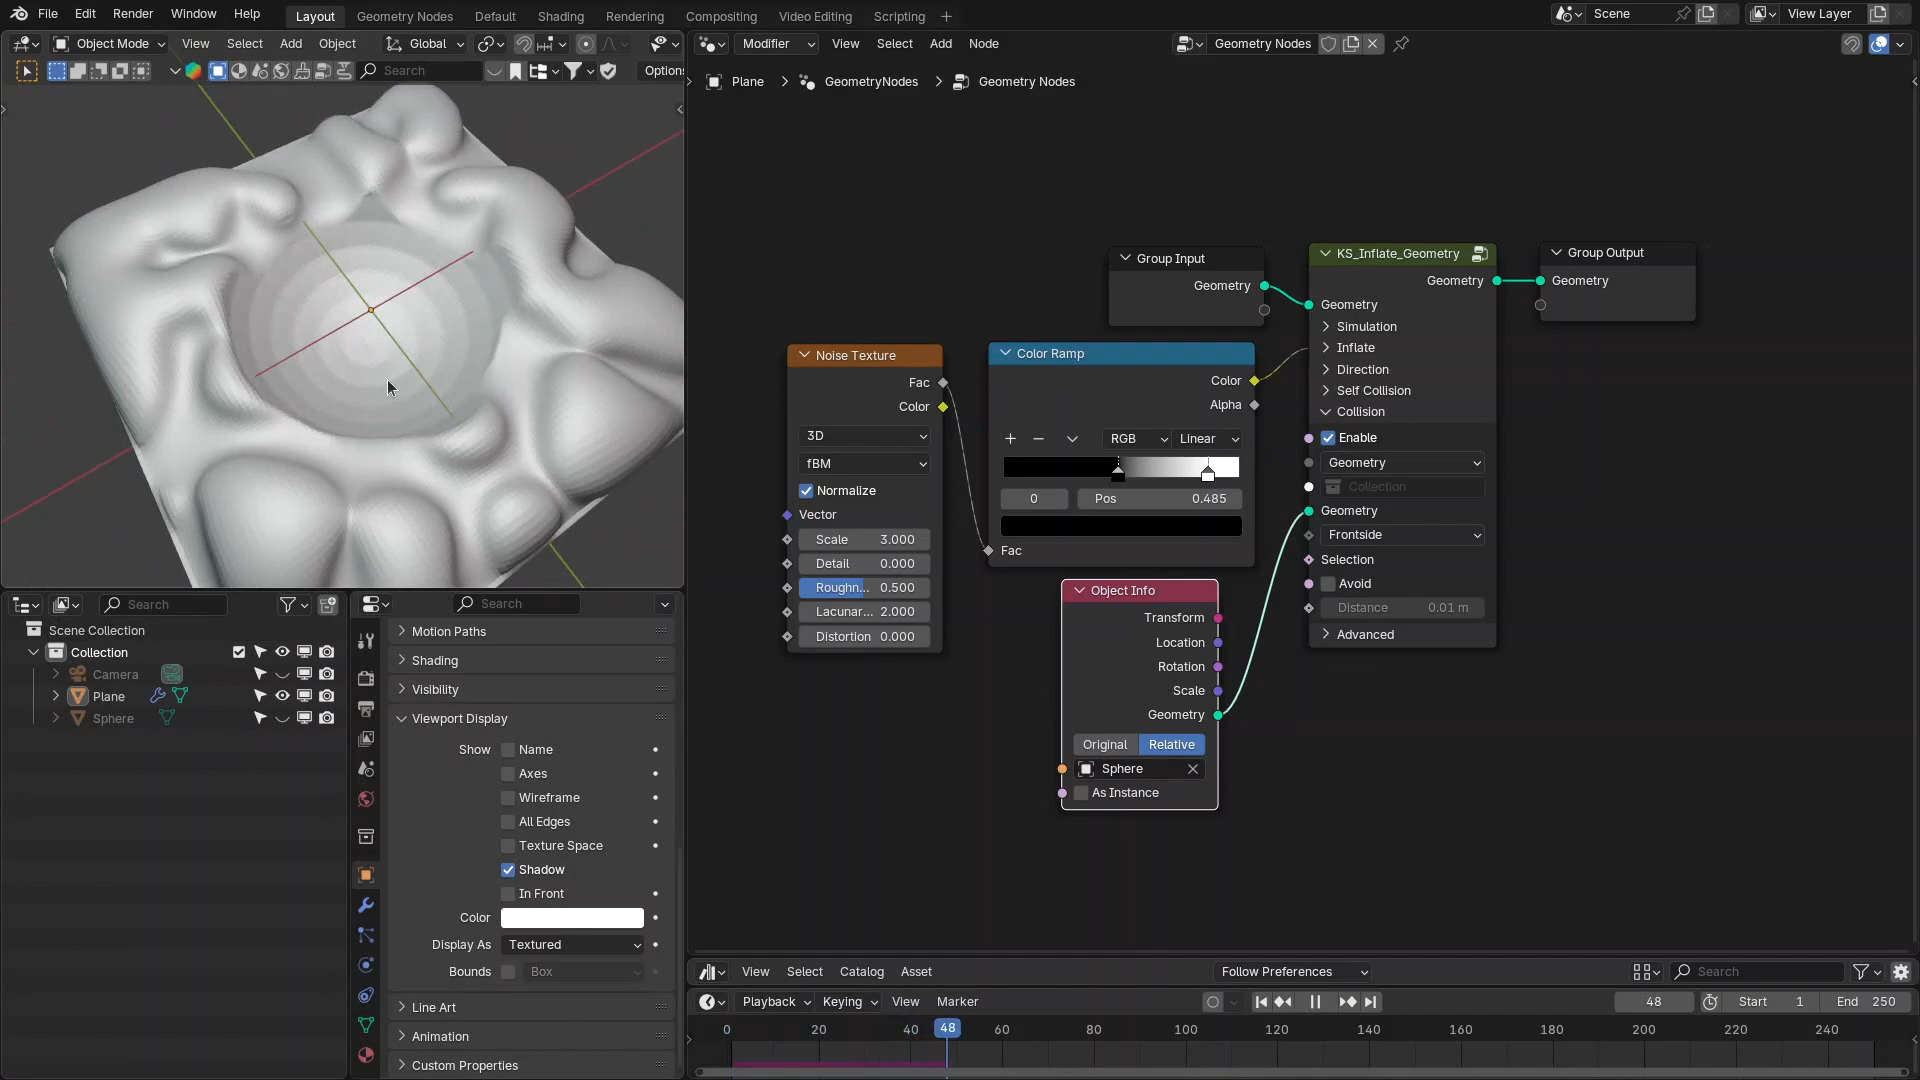 File Edit Render Window Help Layout Geometry Nodes Default Shading Rendering Compositing Video Editing Scripting + Scene View Layer
Object Mode View Select Add Object Global
Search Options
Modifier View Select Add Node Geometry Nodes
Plane > GeometryNodes > Geometry Nodes
Group Input
Geometry
KS_Inflate_Geometry
Geometry
Geometry
Simulation
Inflate
Direction
Self Collision
Collision
Enable
Geometry
Collection
Geometry
Frontside
Selection
Avoid
Distance 0.01 m
Advanced
Group Output
Geometry
Noise Texture
Fac
Color
3D
fBM
Normalize
Vector
Scale 3.000
Detail 0.000
Roughn... 0.500
Lacunar... 2.000
Distortion 0.000
Color Ramp
Color
Alpha
RGB Linear
0 Pos 0.485
Fac
Object Info
Transform
Location
Rotation
Scale
Geometry
Original Relative
Sphere
As Instance
Search
Scene Collection
Collection
Camera
Plane
Sphere
Search
Motion Paths
Shading
Visibility
Viewport Display
Show Name
Axes
Wireframe
All Edges
Texture Space
Shadow
In Front
Color
Display As Textured
Bounds Box
Line Art
Animation
Custom Properties
View Select Catalog Asset Follow Preferences Search
Playback Keying View Marker 48 Start 1 End 250
0 20 40 48 60 80 100 120 140 160 180 200 220 240